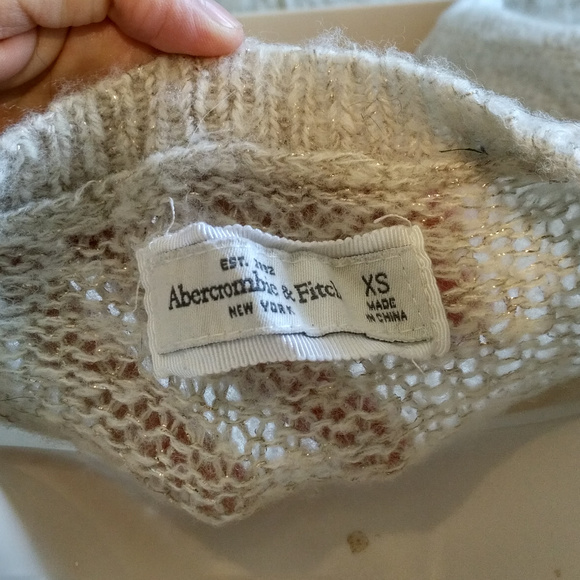 EST. 1892
Abercrombie & Fitch
NEW YORK
XS
MADE
IN CHINA